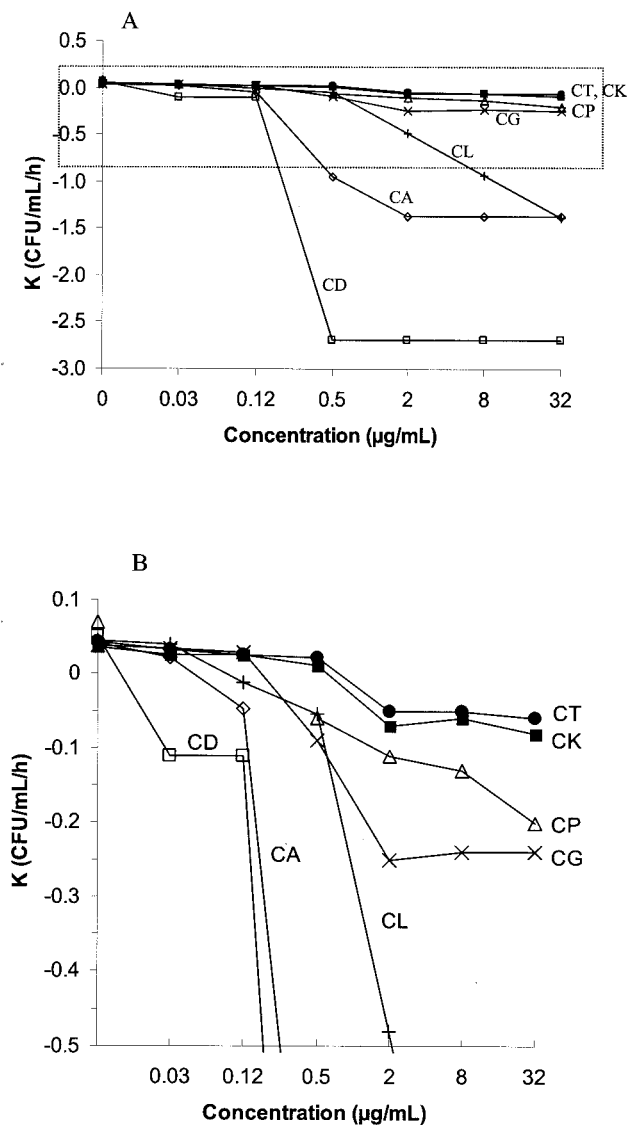 A
0.5
0.0
-0.5
-1.0
-1.5
-2.0
-2.5
-3.0
K (CFU/mL/h)
CT, CK
CP
CG
CL
CA
CD
0 0.03 0.12 0.5 2 8 32
Concentration (µg/mL)
B
0.1
0
-0.1
-0.2
-0.3
-0.4
-0.5
K (CFU/mL/h)
CT
CK
CD
CP
CA
CG
CL
0.03 0.12 0.5 2 8 32
Concentration (µg/mL)